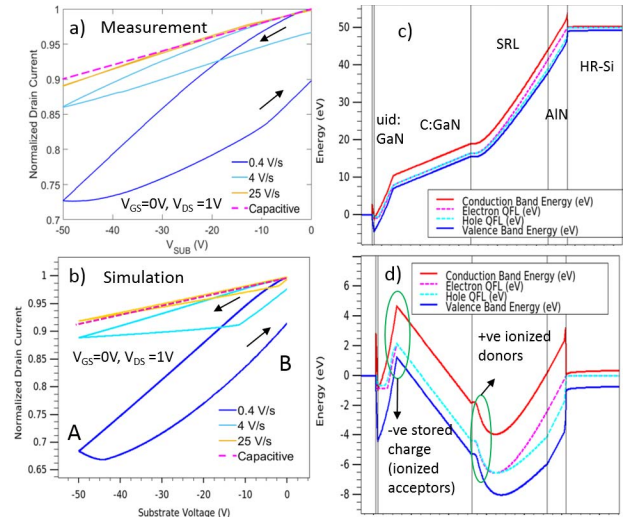 a)
Measurement
Normalized Drain Current
1
0.95
0.9
0.85
0.8
0.75
0.7
0.4 V/s
4 V/s
25 V/s
Capacitive
VGS=0V, VDS =1V
-50
-40
-30
-20
-10
0
VSUB (V)
b)
Simulation
Normalized Drain Current
1
0.95
0.9
0.85
0.8
0.75
0.7
0.65
VGS=0V, VDS =1V
A
B
0.4 V/s
4 V/s
25 V/s
Capacitive
-50
-40
-30
-20
-10
0
Substrate Voltage (V)
c)
Energy (eV)
50
40
30
20
10
0
uid:
GaN
C:GaN
SRL
AlN
HR-Si
Conduction Band Energy (eV)
Electron QFL (eV)
Hole QFL (eV)
Valence Band Energy (eV)
d)
Energy (eV)
4
2
0
-2
-4
-6
-8
Conduction Band Energy (eV)
Electron QFL (eV)
Hole QFL (eV)
Valence Band Energy (eV)
+ve ionized
donors
-ve stored
charge
(ionized
acceptors)